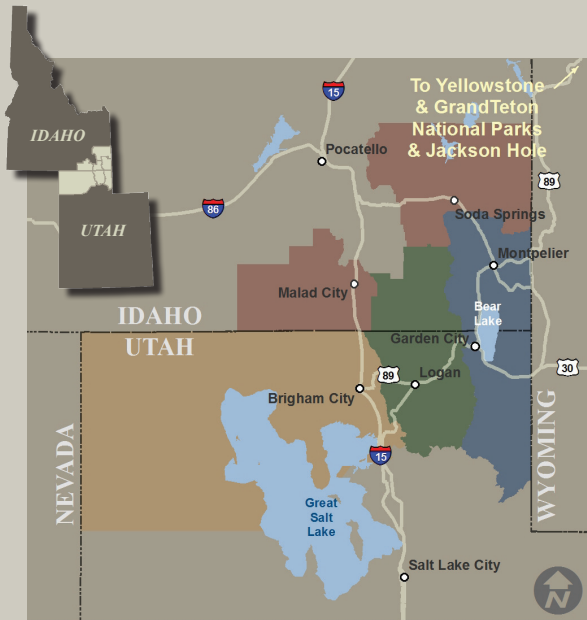 IDAHO
UTAH
To Yellowstone
& GrandTeton
National Parks
& Jackson Hole
15
Pocatello
89
86
Soda Springs
Montpelier
Malad City
Bear
Lake
IDAHO
UTAH
Garden City
30
89
Logan
Brigham City
NEVADA
WYOMING
15
Great
Salt
Lake
Salt Lake City
N